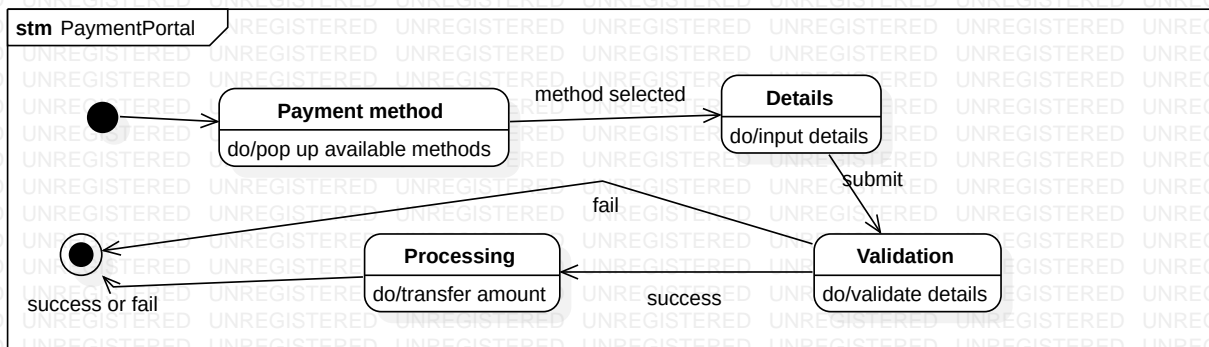 stm PaymentPortal
Payment method
do/pop up available methods
method selected
Details
do/input details
submit
fail
Processing
do/transfer amount
success
Validation
do/validate details
success or fail
UNREGISTERED